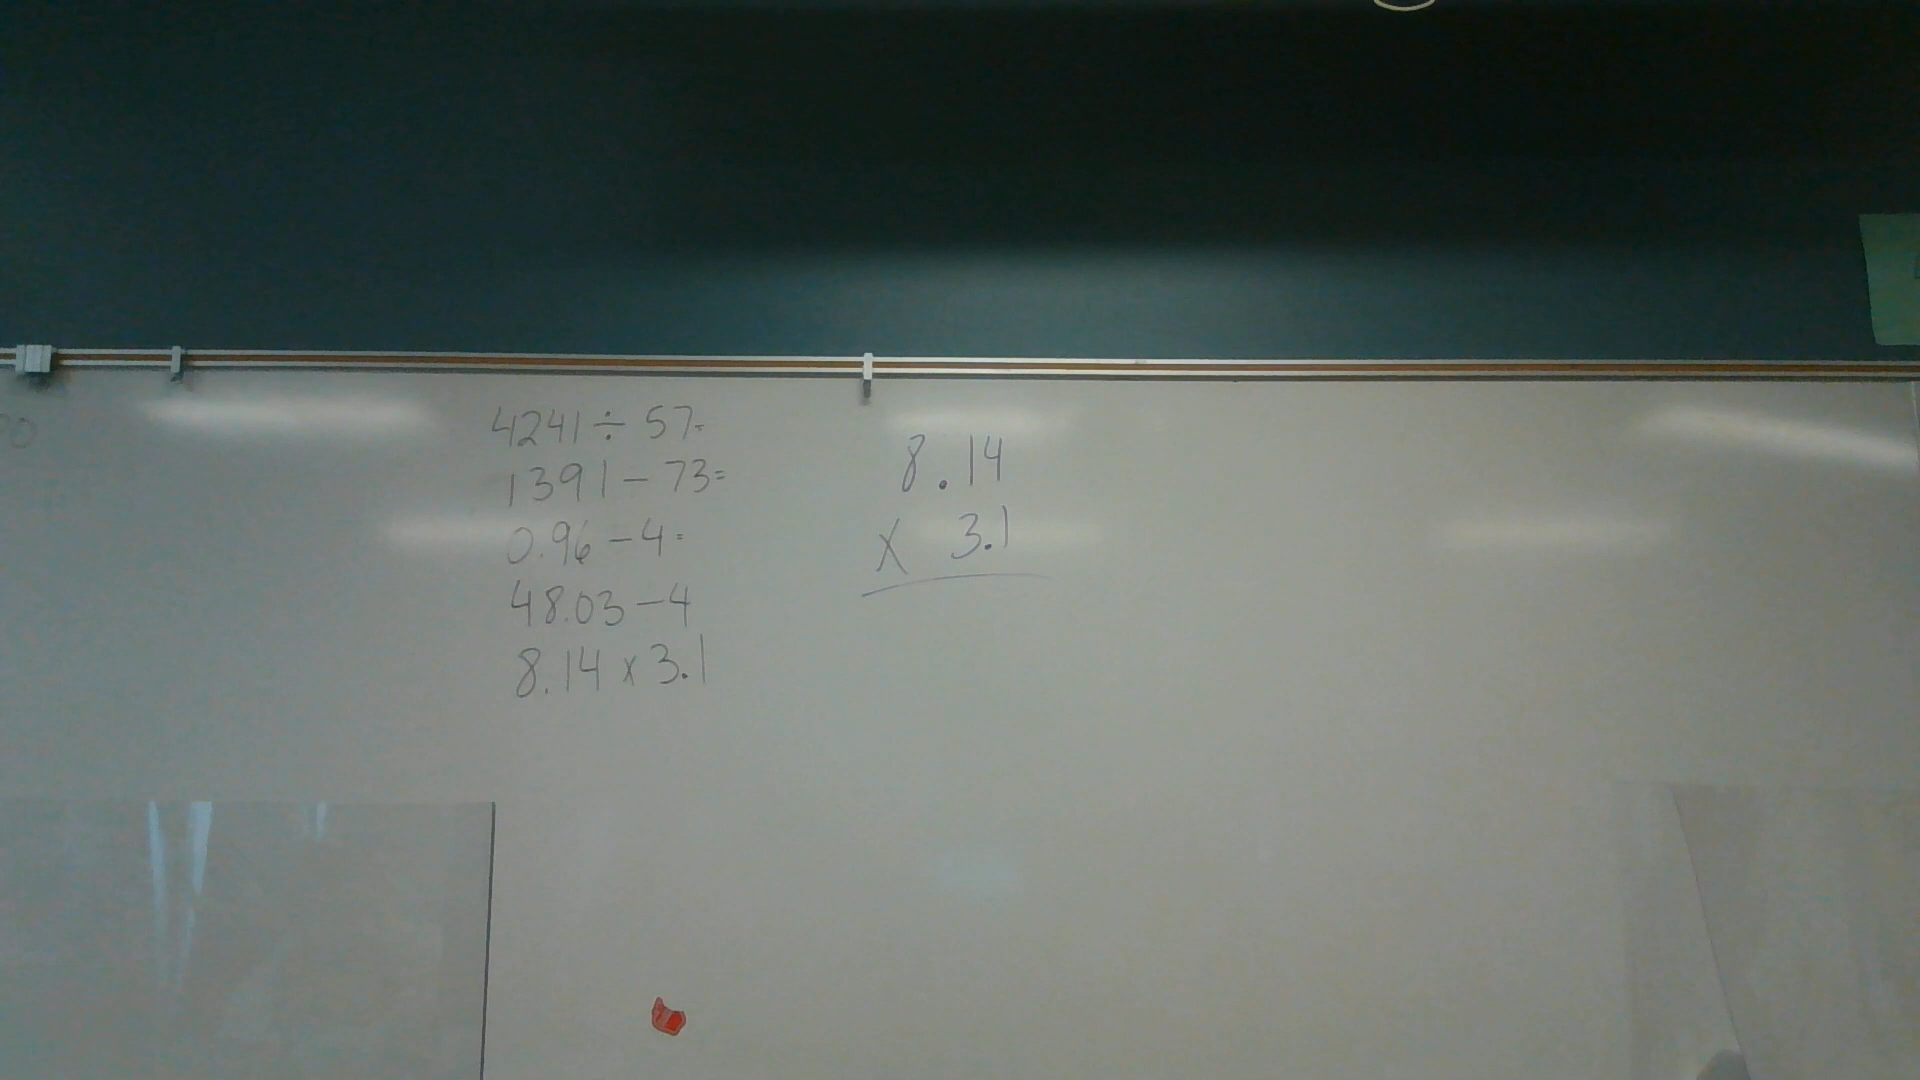 4241 ÷ 57=
1391 - 73=
0.96 - 4=
48.03 - 4
8.14 x 3.1
8.14
x 3.1